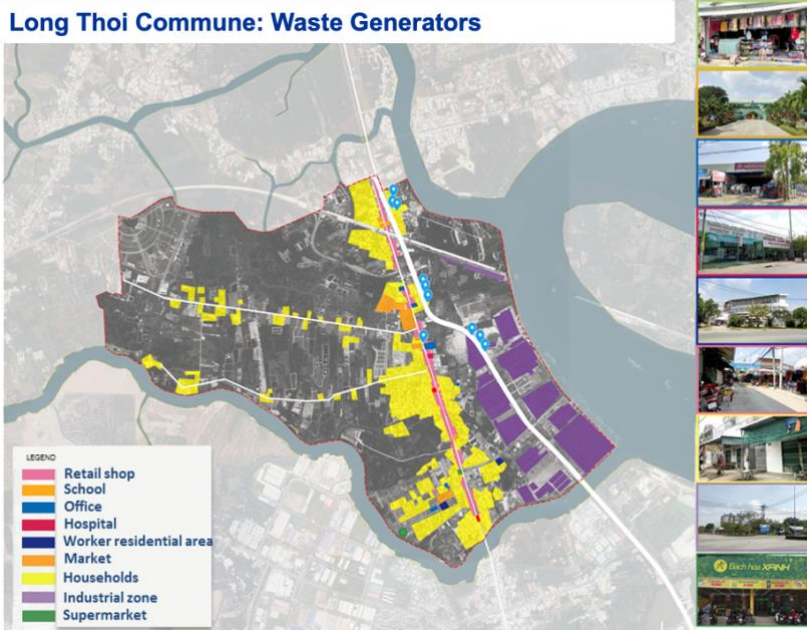 Long Thoi Commune: Waste Generators
LEGEND
Retail shop
School
Office
Hospital
Worker residential area
Market
Households
Industrial zone
Supermarket
Bách hóa XANH